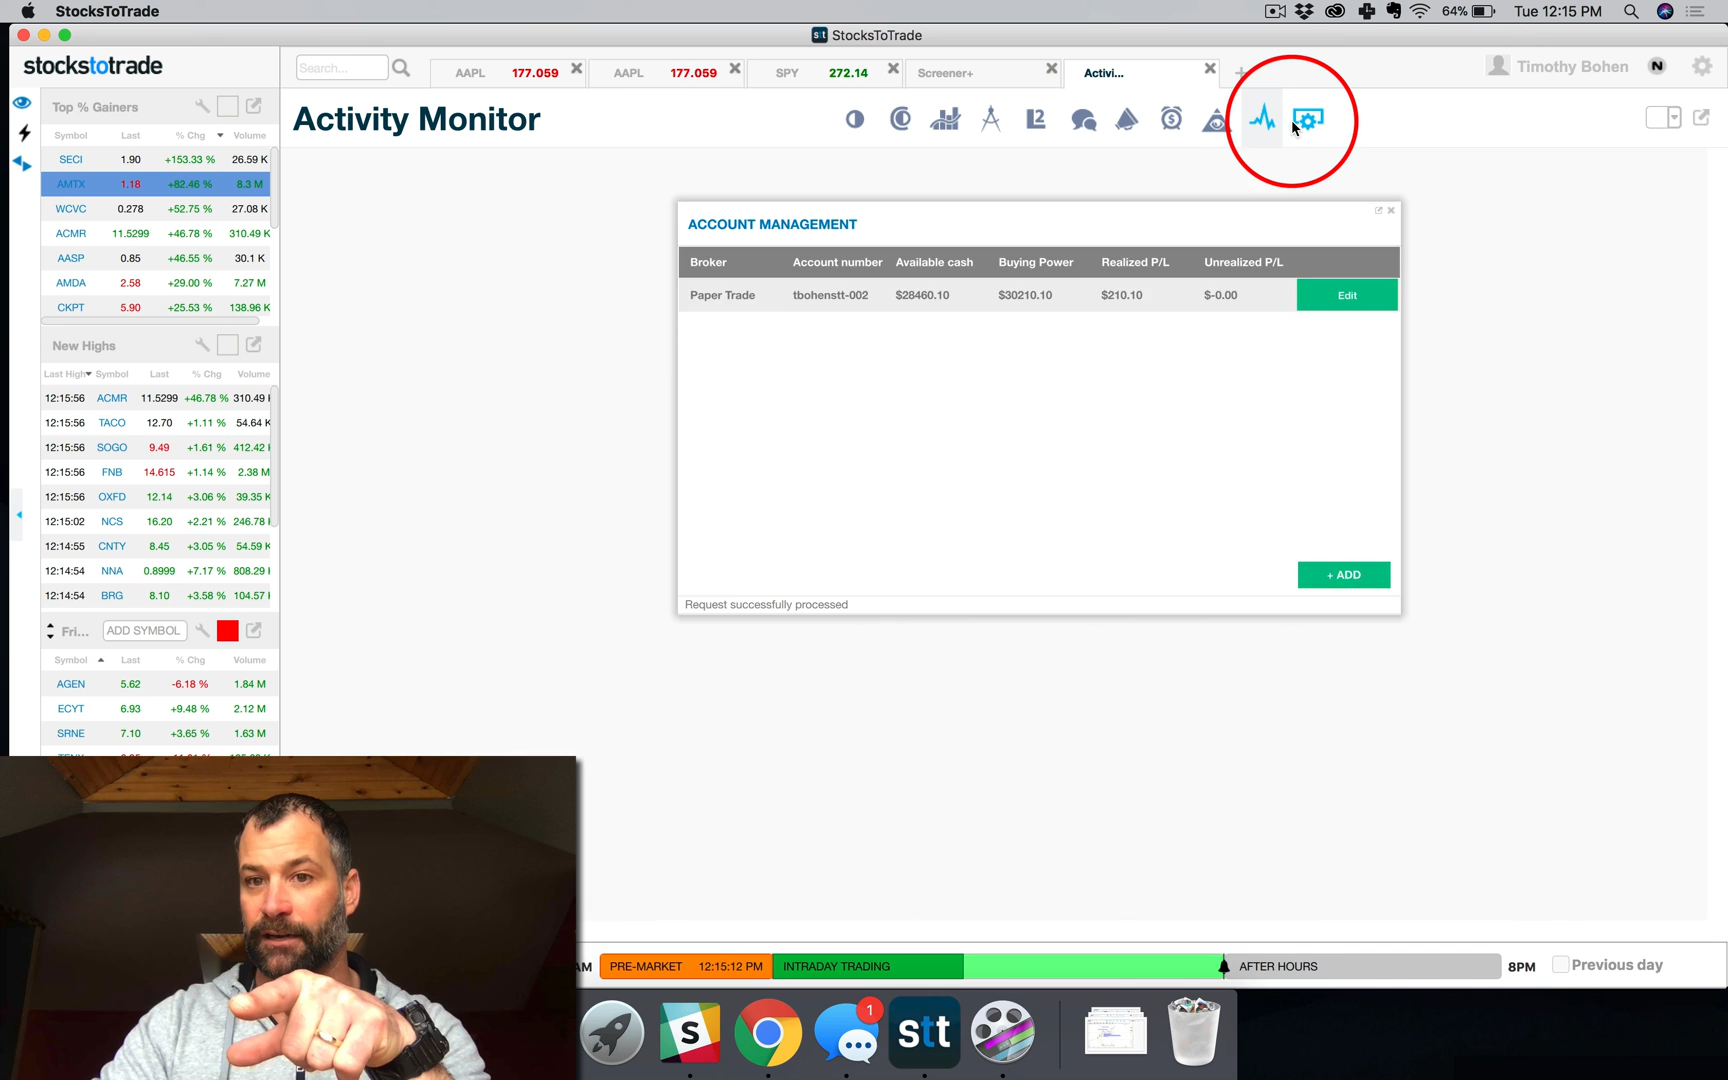 StocksToTrade
64%
Tue 12:15 PM
stt StocksToTrade
stockstotrade
Search...
AAPL 177.059
AAPL 177.059
SPY 272.14
Screener+
Activi...
Timothy Bohen
N
Activity Monitor
L2
Top % Gainers
Symbol Last % Chg Volume
SECI 1.90 +153.33 % 26.59 K
AMTX 1.18 +82.46 % 8.3 M
WCVC 0.278 +52.75 % 27.08 K
ACMR 11.5299 +46.78 % 310.49 K
AASP 0.85 +46.55 % 30.1 K
AMDA 2.58 +29.00 % 7.27 M
CKPT 5.90 +25.53 % 138.96 K
New Highs
Last High Symbol Last % Chg Volume
12:15:56 ACMR 11.5299 +46.78 % 310.49
12:15:56 TACO 12.70 +1.11 % 54.64 K
12:15:56 SOGO 9.49 +1.61 % 412.42
12:15:56 FNB 14.615 +1.14 % 2.38 M
12:15:56 OXFD 12.14 +3.06 % 39.35
12:15:02 NCS 16.20 +2.21 % 246.78
12:14:55 CNTY 8.45 +3.05 % 54.59
12:14:54 NNA 0.8999 +7.17 % 808.29
12:14:54 BRG 8.10 +3.58 % 104.57
Fri... ADD SYMBOL
Symbol Last % Chg Volume
AGEN 5.62 -6.18 % 1.84 M
ECYT 6.93 +9.48 % 2.12 M
SRNE 7.10 +3.65 % 1.63 M
ACCOUNT MANAGEMENT
Broker Account number Available cash Buying Power Realized P/L Unrealized P/L
Paper Trade tbohenstt-002 $28460.10 $30210.10 $210.10 $-0.00 Edit
+ ADD
Request successfully processed
AM PRE-MARKET 12:15:12 PM INTRADAY TRADING AFTER HOURS 8PM Previous day
S
1
stt